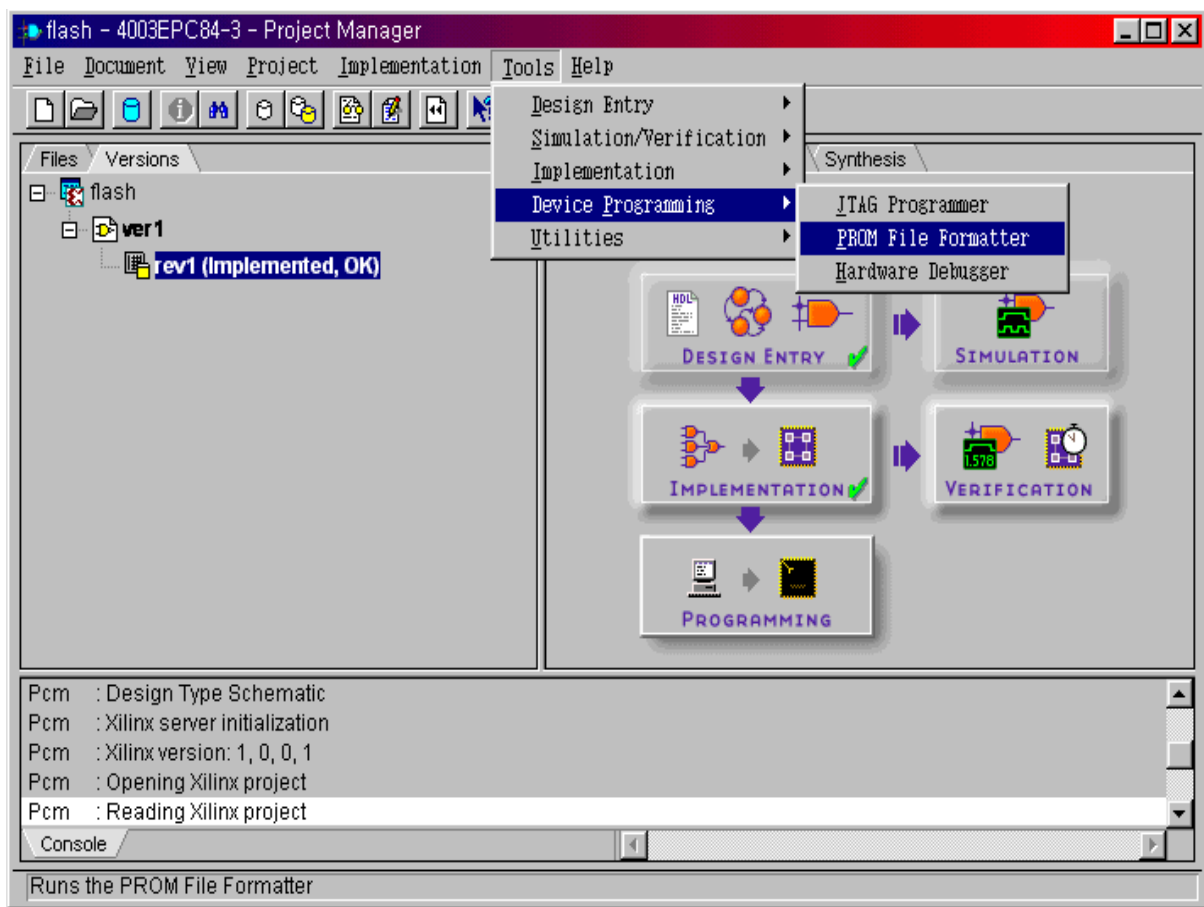 flash - 4003EPC84-3 - Project Manager
File Document View Project Implementation Tools Help
Design Entry
Simulation/Verification
Implementation
Device Programming
Utilities
JTAG Programmer
PROM File Formatter
Hardware Debugger
Files Versions
Synthesis
flash
ver1
rev1 (Implemented, OK)
HDL
DESIGN ENTRY
SIMULATION
IMPLEMENTATION
1.578
VERIFICATION
PROGRAMMING
Pcm : Design Type Schematic
Pcm : Xilinx server initialization
Pcm : Xilinx version: 1, 0, 0, 1
Pcm : Opening Xilinx project
Pcm : Reading Xilinx project
Console
Runs the PROM File Formatter